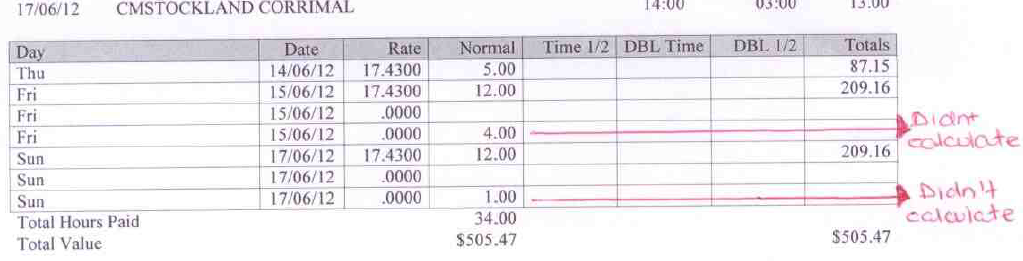 17/06/12 CMSTOCKLAND CORRIMAL 14:00 03:00 13.00
Day Date Rate Normal Time 1/2 DBL Time DBL 1/2 Totals
Thu 14/06/12 17.4300 5.00 87.15
Fri 15/06/12 17.4300 12.00 209.16
Fri 15/06/12 .0000
Fri 15/06/12 .0000 4.00 Didnt
calculate
Sun 17/06/12 17.4300 12.00 209.16
Sun 17/06/12 .0000
Sun 17/06/12 .0000 1.00 Didn't
calculate
Total Hours Paid 34.00
Total Value $505.47 $505.47